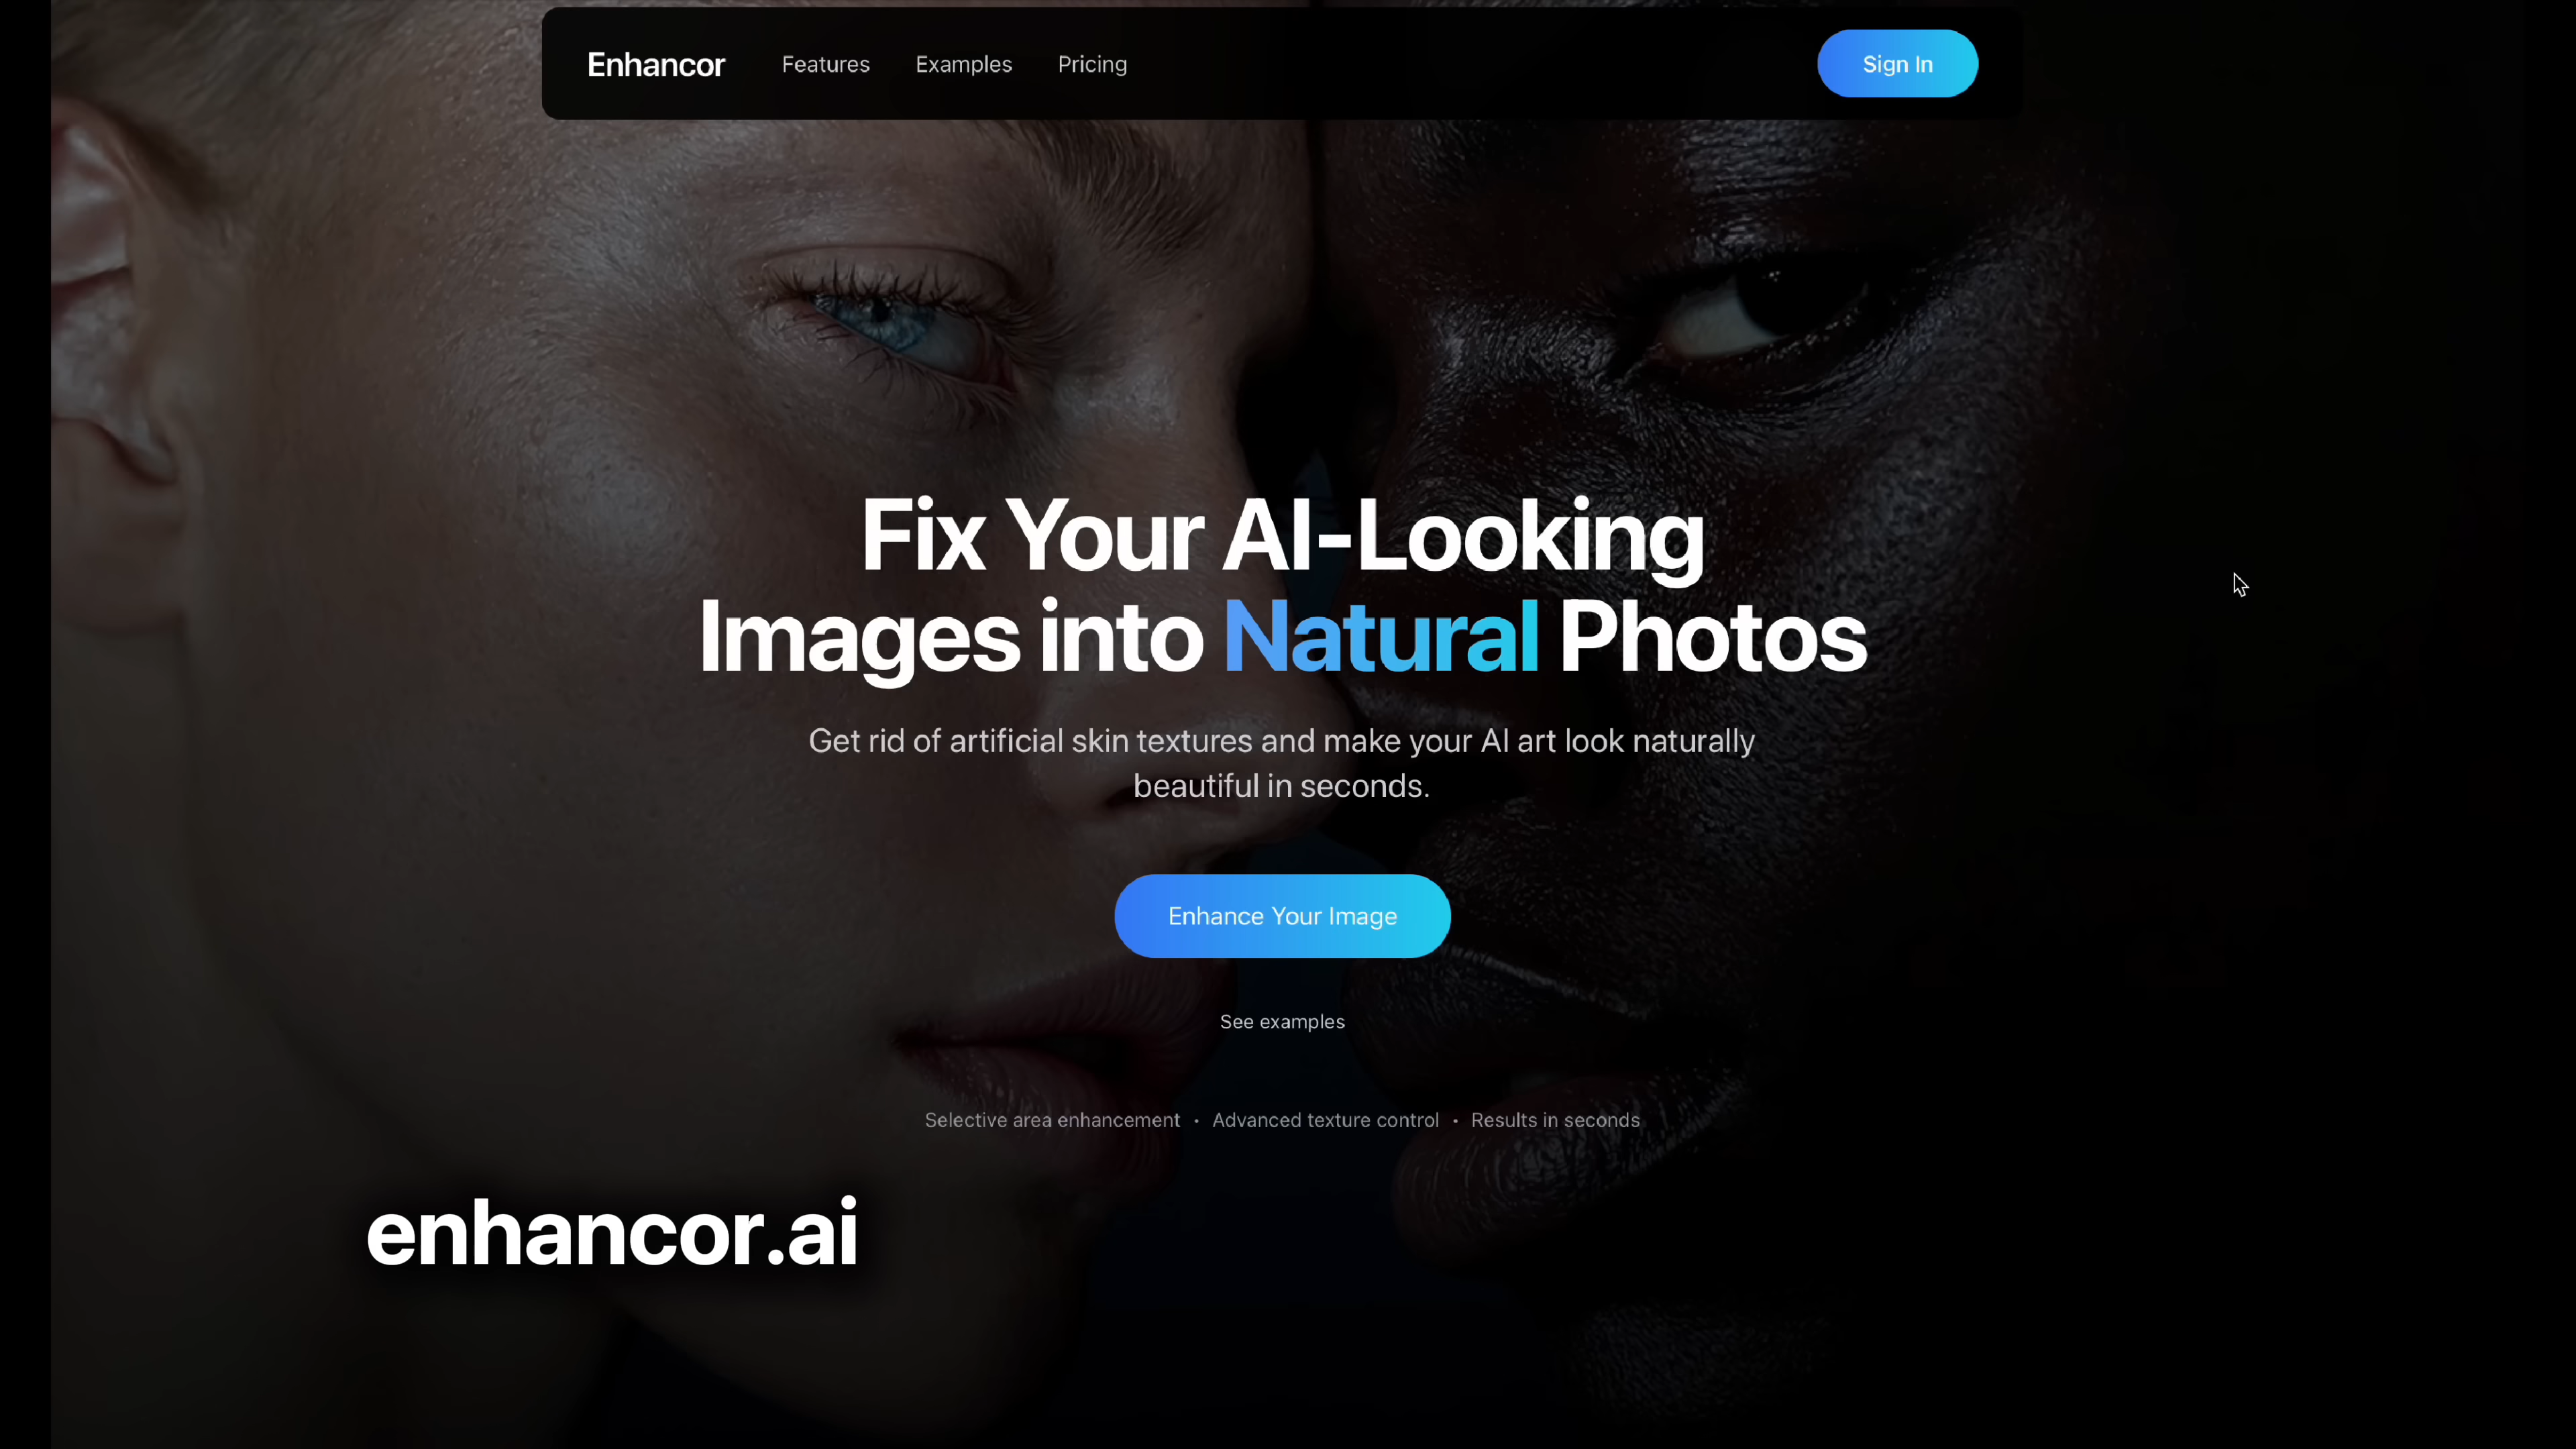 Enhancor
Features
Examples
Pricing
Sign In
Fix Your AI-Looking
Images into Natural Photos
Get rid of artificial skin textures and make your AI art look naturally
beautiful in seconds.
Enhance Your Image
See examples
Selective area enhancement • Advanced texture control • Results in seconds
enhancor.ai